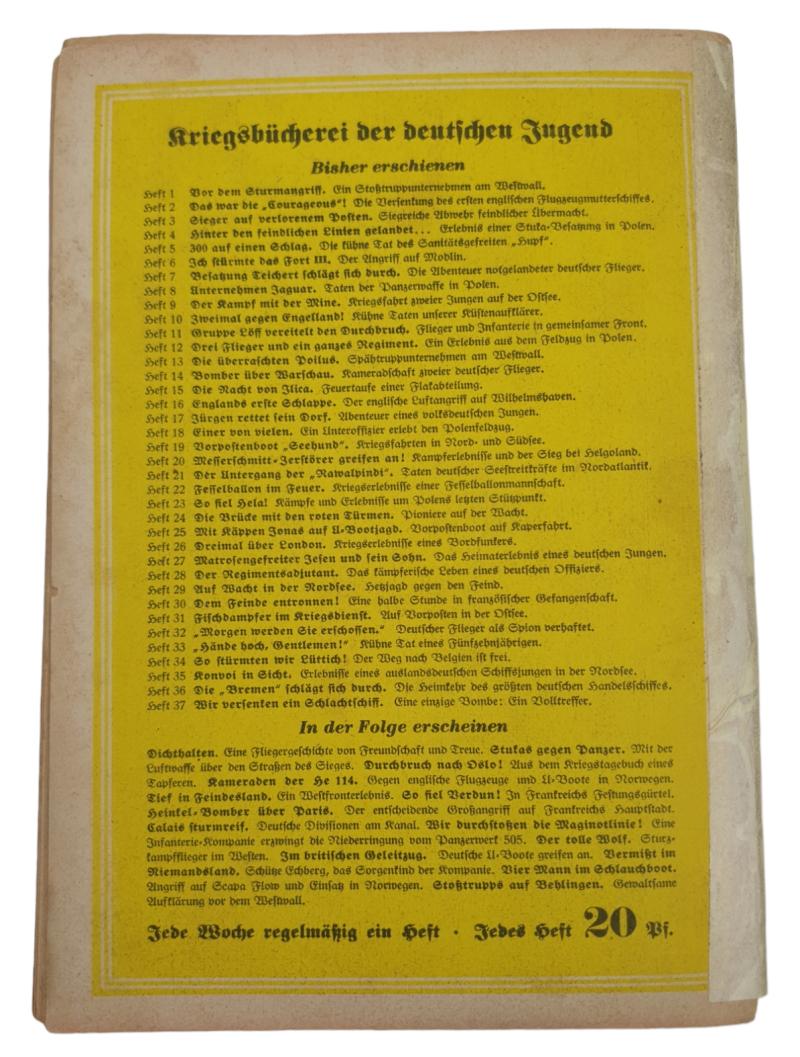 Kriegsbücherei der deutschen Jugend
Bisher erschienen
Heft 1 Vor dem Sturmangriff. Ein Stoßtruppunternehmen am Westwall.
Heft 2 Das war die „Courageous“! Die Versenkung des ersten englischen Flugzeugmutterschiffes.
Heft 3 Sieger auf verlorenem Posten. Siegreiche Abwehr feindlicher Übermacht.
Heft 4 Hinter den feindlichen Linien gelandet... Erlebnis einer Stuka-Besatzung in Polen.
Heft 5 300 auf einen Schlag. Die kühne Tat des Sanitätsgefreiten „Hupf“.
Heft 6 Ich stürmte das Fort III. Der Angriff auf Modlin.
Heft 7 Besatzung Teichert schlägt sich durch. Die Abenteuer notgelandeter deutscher Flieger.
Heft 8 Unternehmen Jaguar. Taten der Panzerwaffe in Polen.
Heft 9 Der Kampf mit der Mine. Kriegsfahrt zweier Jungen auf der Ostsee.
Heft 10 Zweimal gegen Engelland! Kühne Taten unserer Küstenaufklärer.
Heft 11 Gruppe Löff vereitelt den Durchbruch. Flieger und Infanterie in gemeinsamer Front.
Heft 12 Drei Flieger und ein ganzes Regiment. Ein Erlebnis aus dem Feldzug in Polen.
Heft 13 Die überraschten Poilus. Spähtruppunternehmen am Westwall.
Heft 14 Bomber über Warschau. Kameradschaft zweier deutscher Flieger.
Heft 15 Die Nacht von Ilica. Feuertaufe einer Flakabteilung.
Heft 16 Englands erste Schlappe. Der englische Luftangriff auf Wilhelmshaven.
Heft 17 Jürgen rettet sein Dorf. Abenteuer eines volksdeutschen Jungen.
Heft 18 Einer von vielen. Ein Unteroffizier erlebt den Polenfeldzug.
Heft 19 Vorpostenboot „Seehund“. Kriegsfahrten in Nord- und Südsee.
Heft 20 Messerschmitt-Zerstörer greifen an! Kampferlebnisse und der Sieg bei Helgoland.
Heft 21 Der Untergang der „Rawalpindi“. Taten deutscher Seestreitkräfte im Nordatlantik.
Heft 22 Fesselballon im Feuer. Kriegserlebnisse einer Fesselballonmannschaft.
Heft 23 So fiel Hela! Kämpfe und Erlebnisse um Polens letzten Stützpunkt.
Heft 24 Die Brücke mit den roten Türmen. Pioniere auf der Wacht.
Heft 25 Mit Käppen Jonas auf U-Bootjagd. Vorpostenboot auf Kaperfahrt.
Heft 26 Dreimal über London. Kriegserlebnisse eines Bordfunkers.
Heft 27 Matrosengefreiter Jesen und sein Sohn. Das Heimaterlebnis eines deutschen Jungen.
Heft 28 Der Regimentsadjutant. Das kämpferische Leben eines deutschen Offiziers.
Heft 29 Auf Wacht in der Nordsee. Hetzjagd gegen den Feind.
Heft 30 Dem Feinde entronnen! Eine halbe Stunde in französischer Gefangenschaft.
Heft 31 Fischdampfer im Kriegsdienst. Auf Vorposten in der Ostsee.
Heft 32 „Morgen werden Sie erschossen.“ Deutscher Flieger als Spion verhaftet.
Heft 33 „Hände hoch, Gentlemen!“ Kühne Tat eines Fünfzehnjährigen.
Heft 34 So stürmten wir Lüttich! Der Weg nach Belgien ist frei.
Heft 35 Konvoi in Sicht. Erlebnisse eines auslandsdeutschen Schiffsjungen in der Nordsee.
Heft 36 Die „Bremen“ schlägt sich durch. Die Heimkehr des größten deutschen Handelsschiffes.
Heft 37 Wir versenken ein Schlachtschiff. Eine einzige Bombe: Ein Volltreffer.
In der Folge erscheinen
Dichthalten. Eine Fliegergeschichte von Freundschaft und Treue. Stukas gegen Panzer. Mit der
Luftwaffe über den Straßen des Sieges. Durchbruch nach Oslo! Aus dem Kriegstagebuch eines
Tapferen. Kameraden der He 114. Gegen englische Flugzeuge und U-Boote in Norwegen.
Tief in Feindesland. Ein Westfronterlebnis. So fiel Verdun! In Frankreichs Festungsgürtel.
Heinkel-Bomber über Paris. Der entscheidende Großangriff auf Frankreichs Hauptstadt.
Calais sturmreif. Deutsche Divisionen am Kanal. Wir durchstoßen die Maginotlinie! Eine
Infanterie-Kompanie erzwingt die Niederringung vom Panzerwerk 505. Der tolle Wolf. Sturz-
kampfflieger im Westen. Im britischen Geleitzug. Deutsche U-Boote greifen an. Vermißt im
Niemandsland. Schütze Echberg, das Sorgenkind der Kompanie. Vier Mann im Schlauchboot.
Angriff auf Scapa Flow und Einsatz in Norwegen. Stoßtrupps auf Behlingen. Gewaltsame
Aufklärung vor dem Westwall.
Jede Woche regelmäßig ein Heft · Jedes Heft 20 Pf.